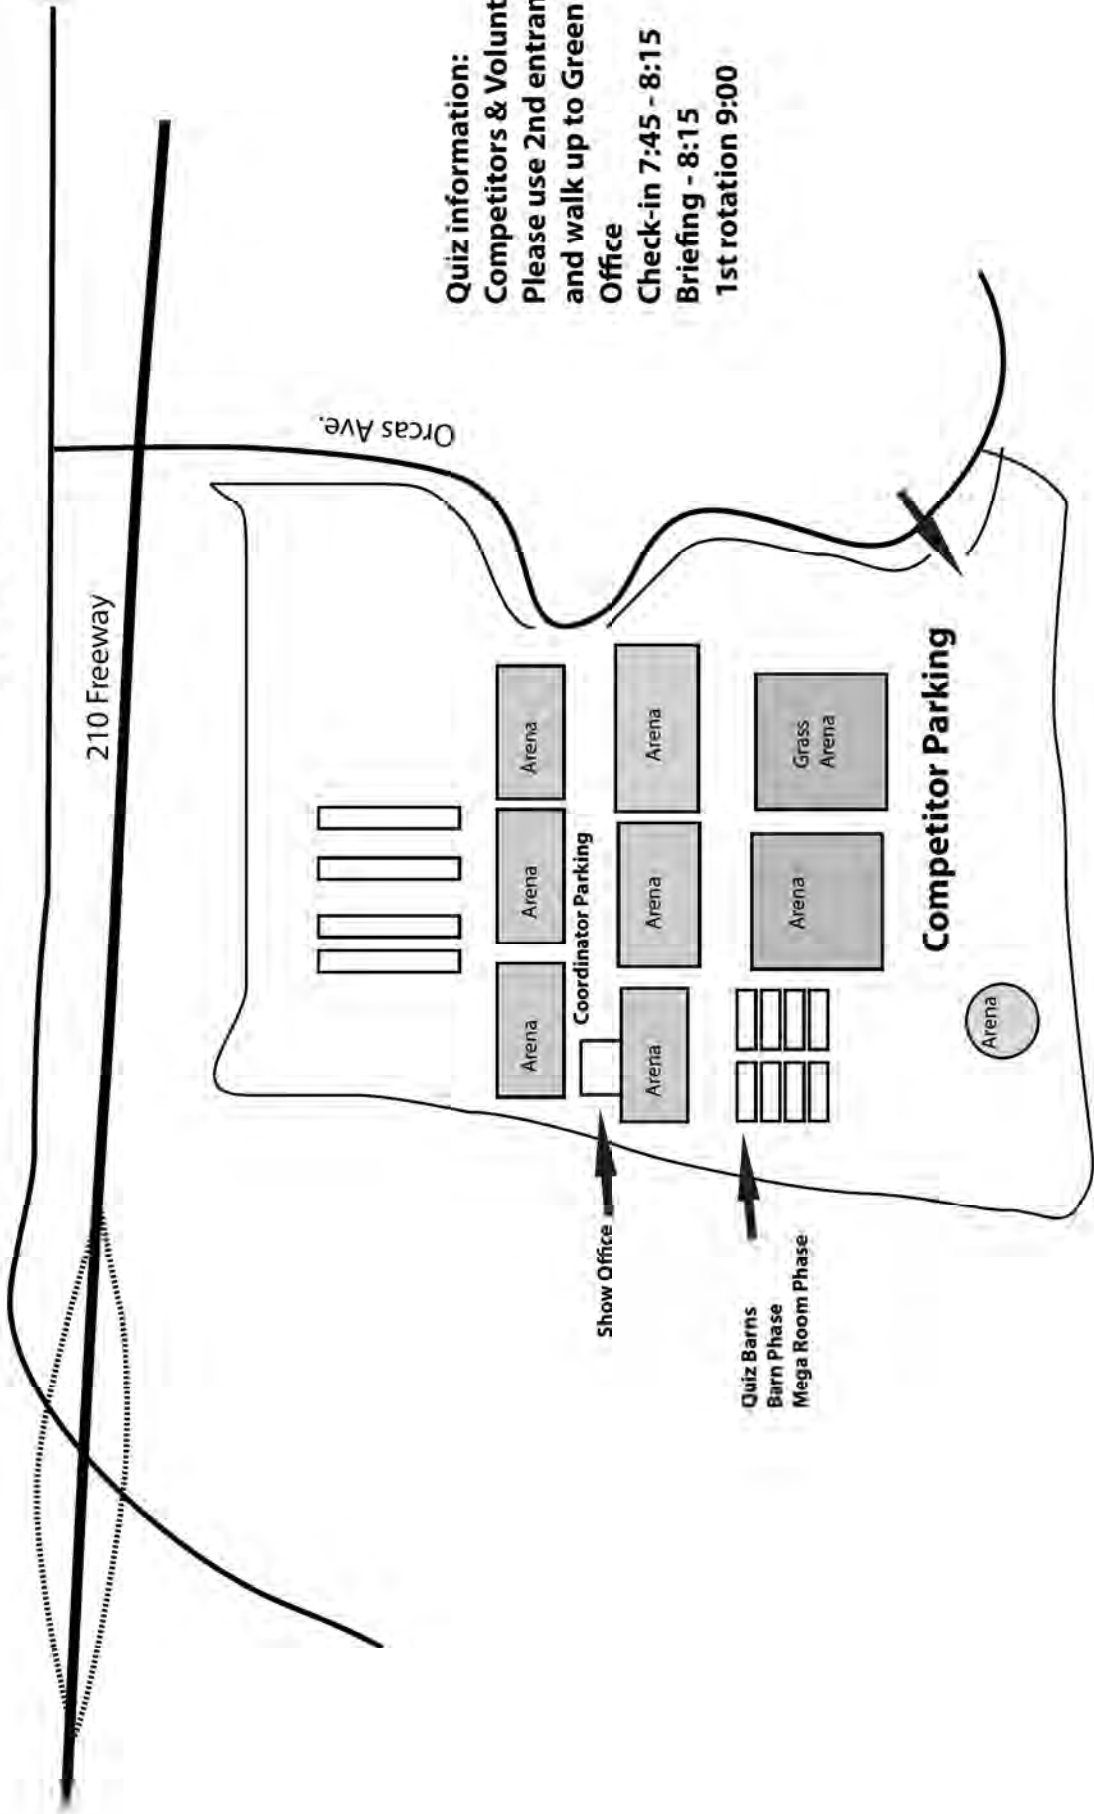 210 Freeway
Orcas Ave.
Quiz information:
Competitors & Volunt
Please use 2nd entran
and walk up to Green
Office
Check-in 7:45 - 8:15
Briefing - 8:15
1st rotation 9:00
Arena
Arena
Arena
Coordinator Parking
Show Office
Arena
Arena
Arena
Quiz Barns
Barn Phase
Mega Room Phase
Arena
Grass
Arena
Competitor Parking
Arena